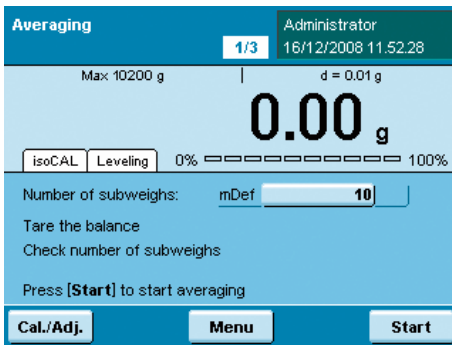 Averaging
1/3
Administrator
16/12/2008 11.52.28
Max 10200 g
d = 0.01 g
0.00 g
isoCAL Leveling 0% 100%
Number of subweighs: mDef 10
Tare the balance
Check number of subweighs
Press [Start] to start averaging
Cal./Adj. Menu Start